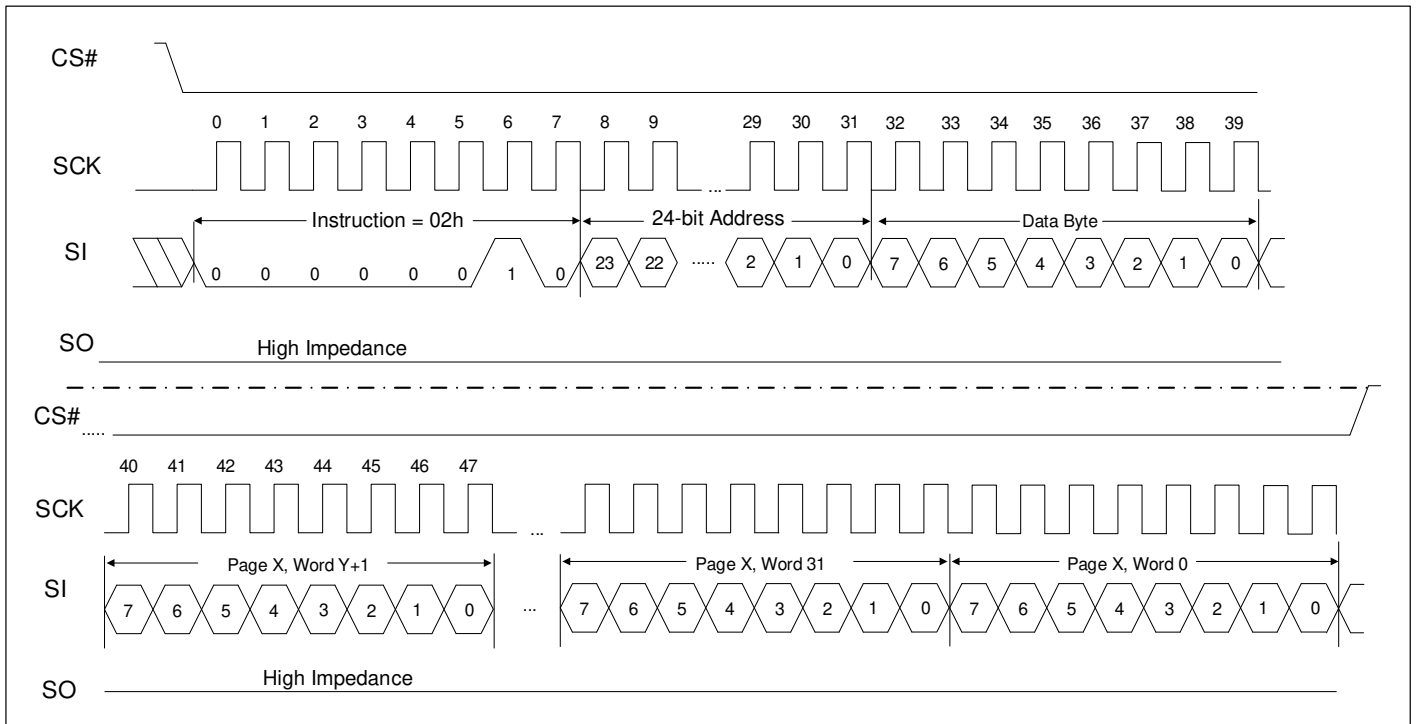 CS#
0 1 2 3 4 5 6 7 8 9 29 30 31 32 33 34 35 36 37 38 39
SCK
...
Instruction = 02h 24-bit Address Data Byte
SI
0 0 0 0 0 0 1 0 23 22 ..... 2 1 0 7 6 5 4 3 2 1 0
SO
High Impedance
CS#
.....
40 41 42 43 44 45 46 47
SCK
...
Page X, Word Y+1 Page X, Word 31 Page X, Word 0
SI
7 6 5 4 3 2 1 0 ... 7 6 5 4 3 2 1 0 7 6 5 4 3 2 1 0
High Impedance
SO